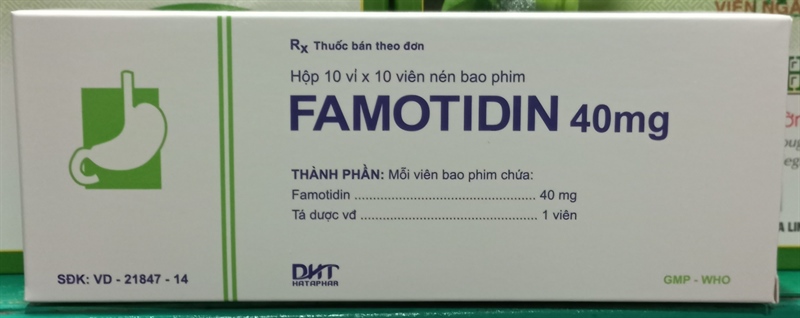 Rx Thuốc bán theo đơn
Hộp 10 vỉ x 10 viên nén bao phim
FAMOTIDIN 40mg
THÀNH PHẦN: Mỗi viên bao phim chứa:
Famotidin ................................................ 40 mg
Tá dược vđ .............................................. 1 viên
SĐK: VD - 21847 - 14
DHT
HATAPHAR
GMP - WHO
VIÊN NGẬ